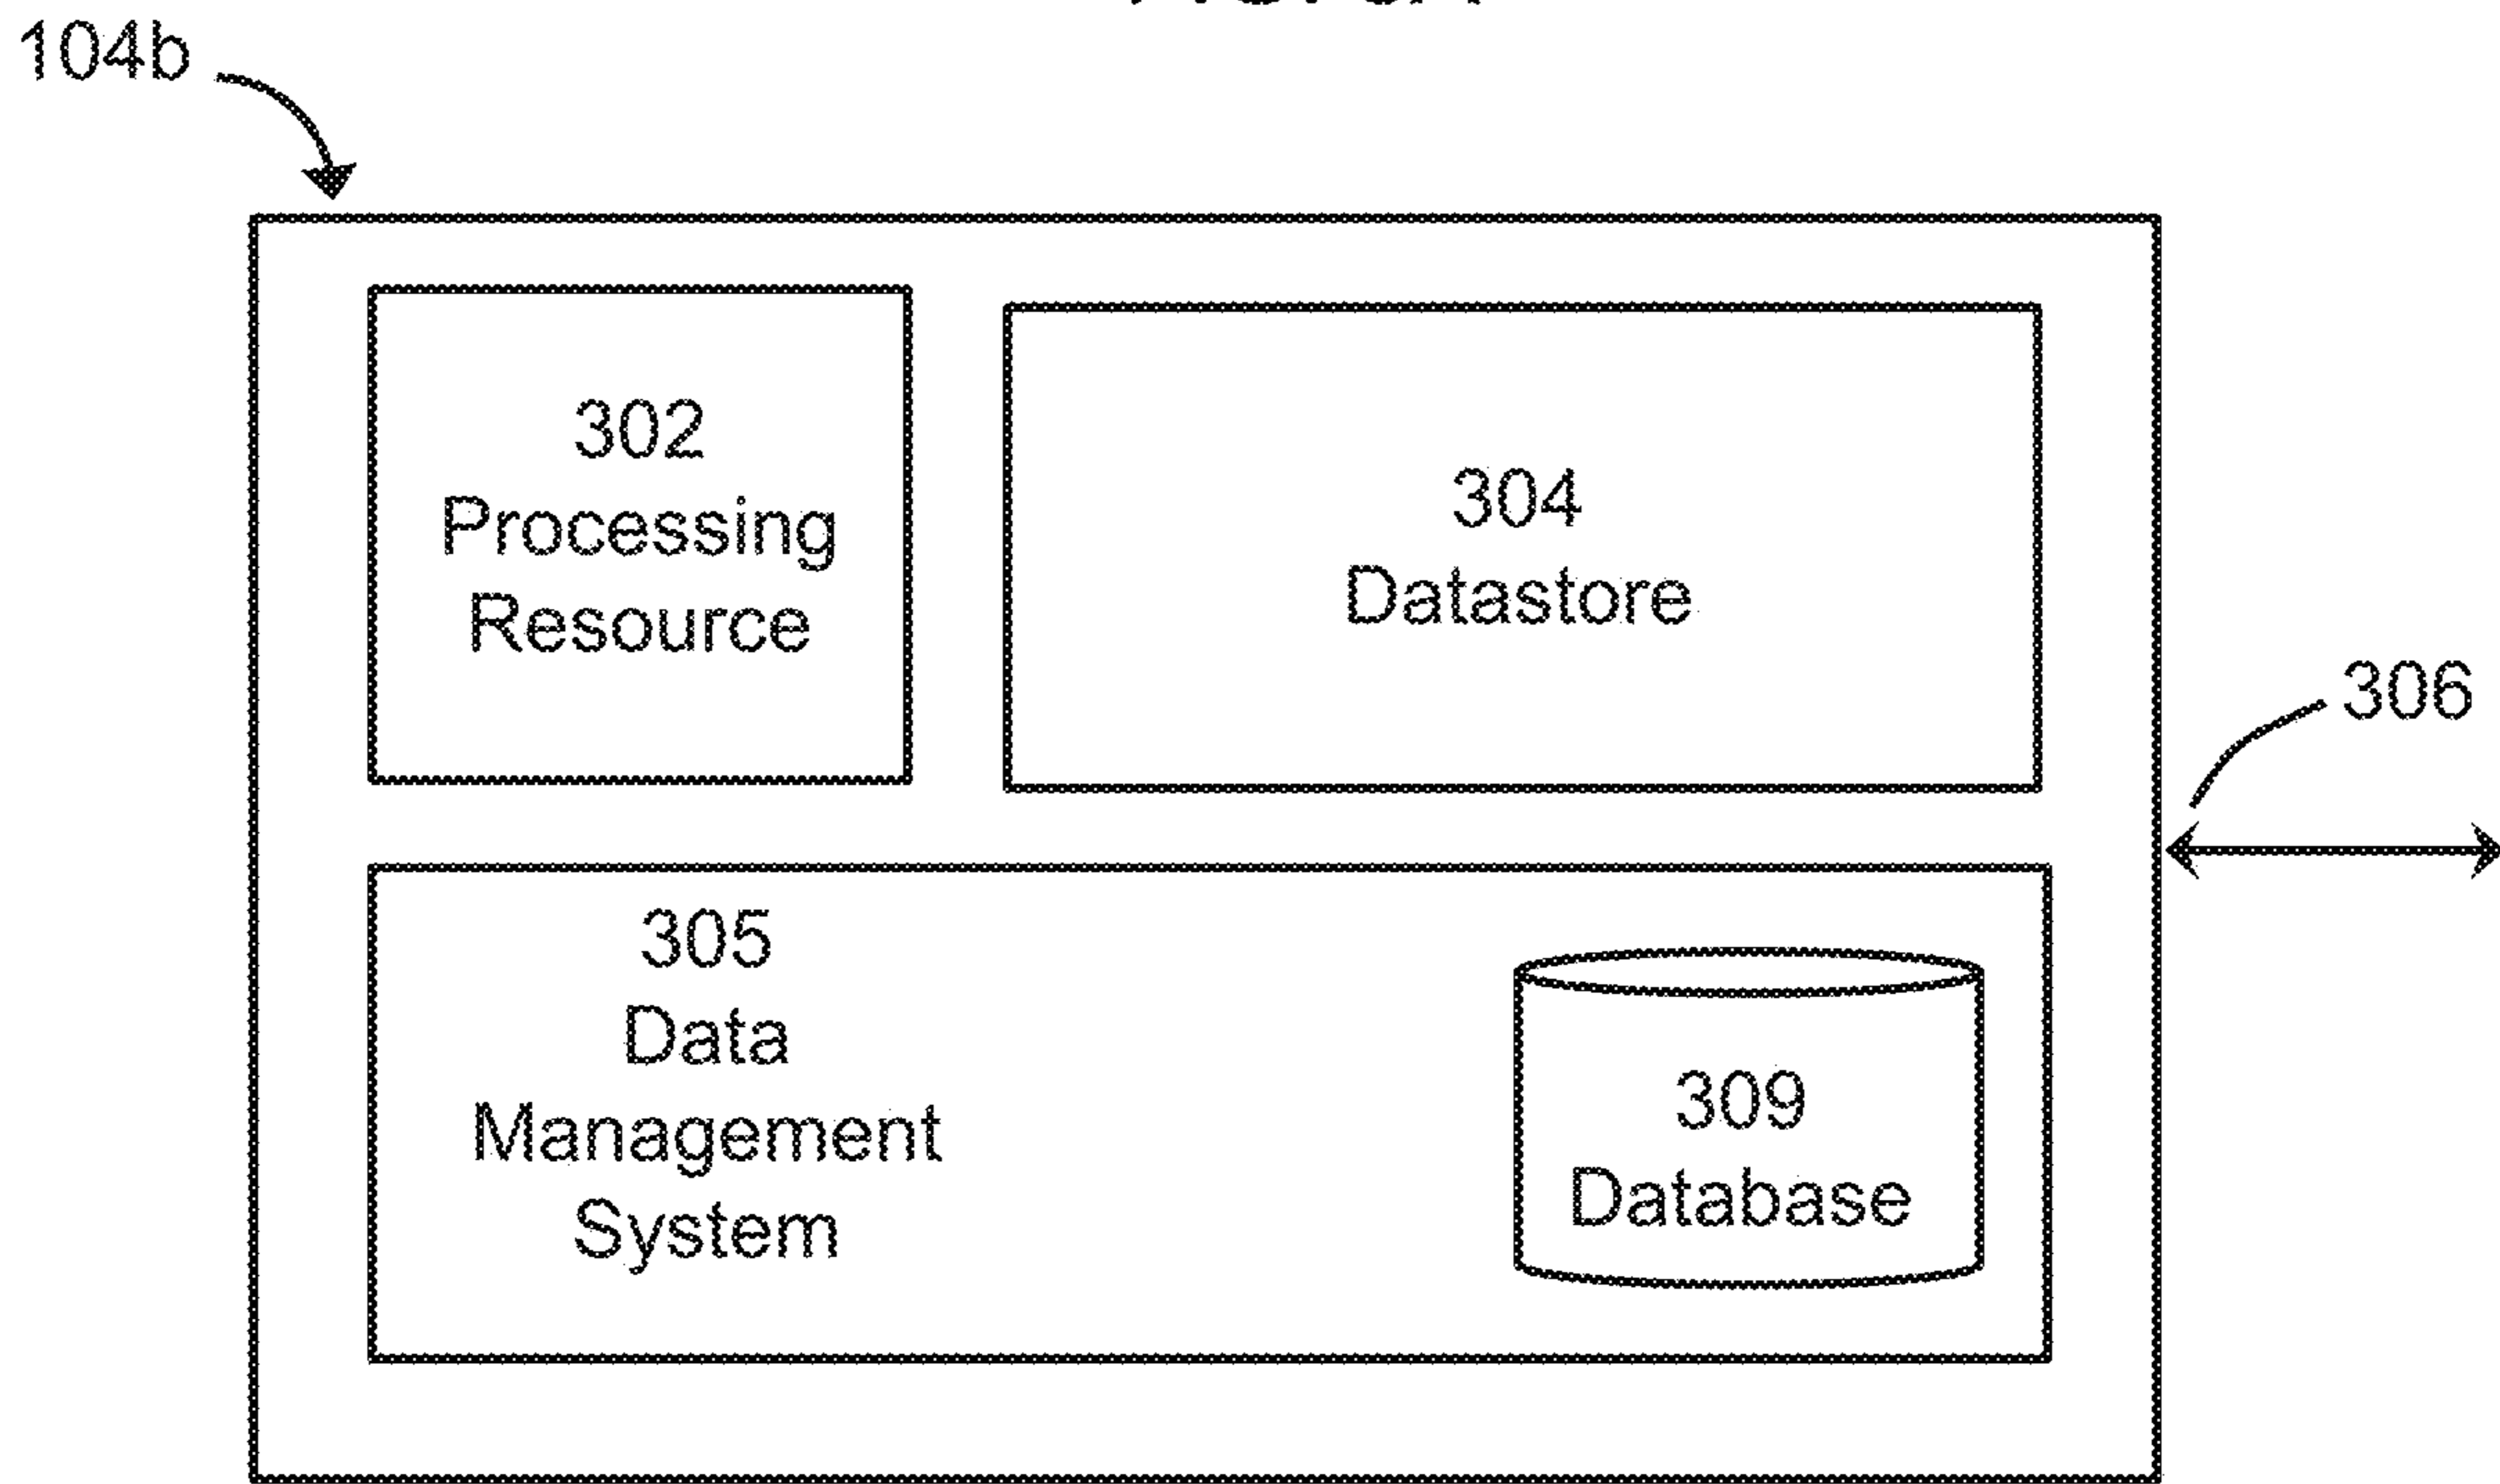 104b
302
Processing
Resource
304
Datastore
306
305
Data
Management
System
309
Database